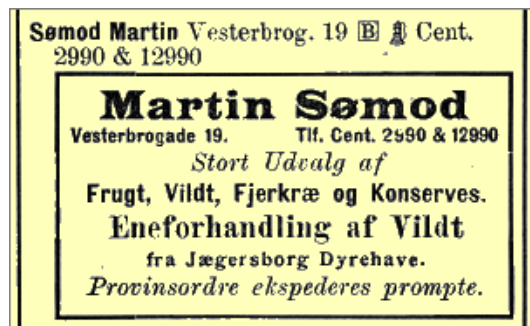 Sømod Martin Vesterbrog. 19 B Cent.
2990 & 12990
Martin Sømod
Vesterbrogade 19. Tlf. Cent. 2990 & 12990
Stort Udvalg af
Frugt, Vildt, Fjerkræ og Konserves.
Eneforhandling af Vildt
fra Jægersborg Dyrehave.
Provinsordre ekspederes prompte.